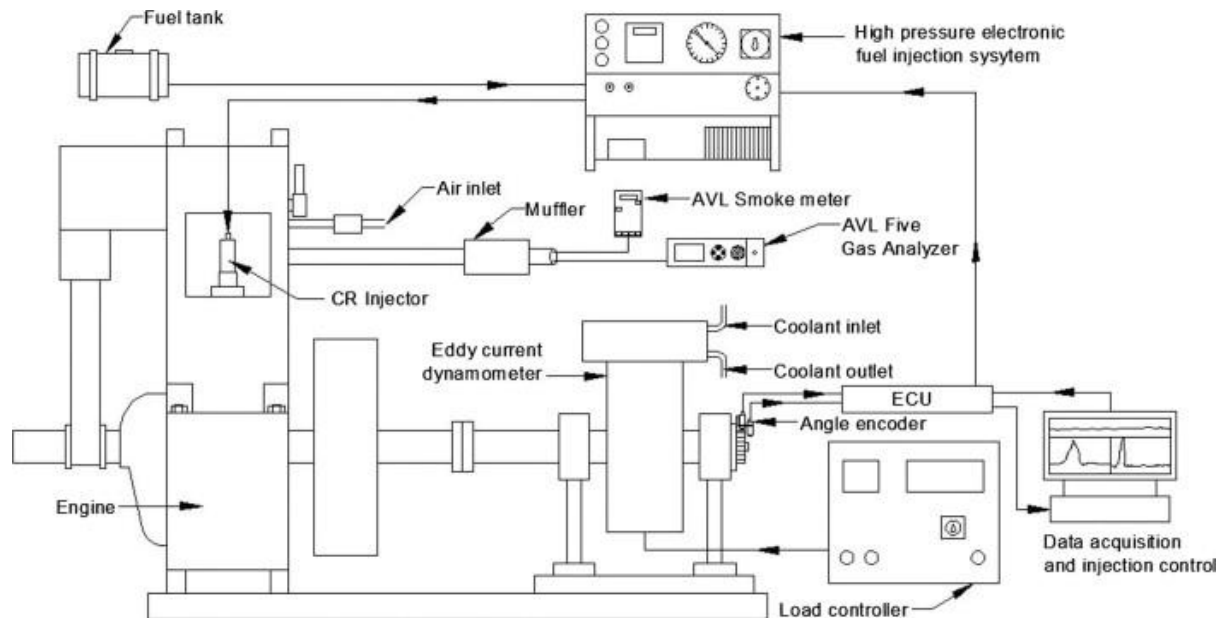 Fuel tank
High pressure electronic
fuel injection sysytem
Air inlet
Muffler
AVL Smoke meter
AVL Five
Gas Analyzer
CR Injector
Coolant inlet
Eddy current
dynamometer
Coolant outlet
ECU
Angle encoder
Engine
Data acquisition
and injection control
Load controller